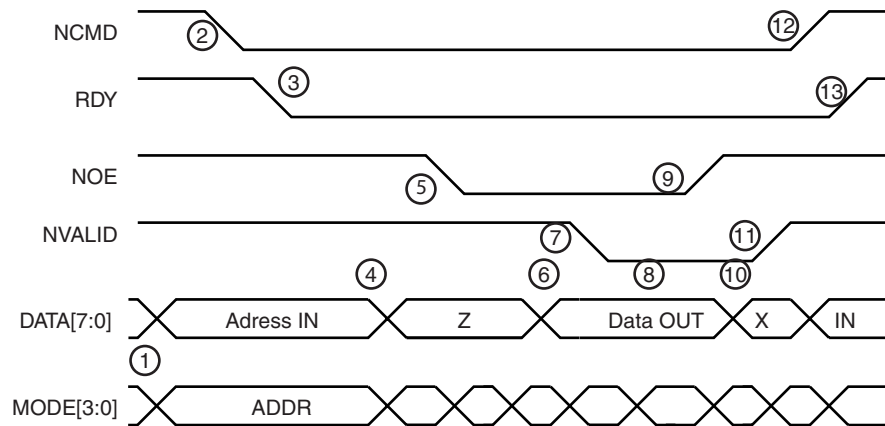 NCMD ② ⑫
RDY ③ ⑬
NOE ⑤ ⑨
NVALID ⑦ ⑪
④ ⑥ ⑧ ⑩
DATA[7:0] Adress IN Z Data OUT X IN
①
MODE[3:0] ADDR